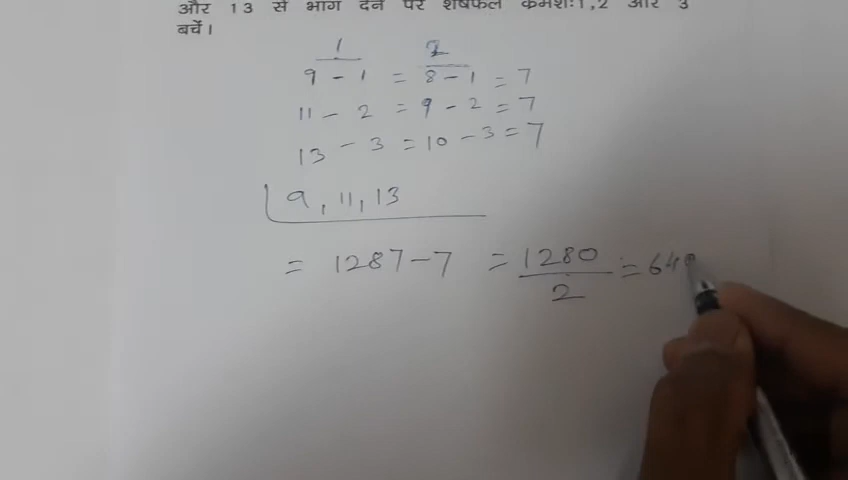 और 13 से भाग देने पर शेषफल क्रमशः1,2 और 3
बचें।
1 2
9 - 1 = 8 - 1 = 7
11 - 2 = 9 - 2 = 7
13 - 3 = 10 - 3 = 7
9, 11, 13
= 1287 - 7 = 1280 / 2 = 640